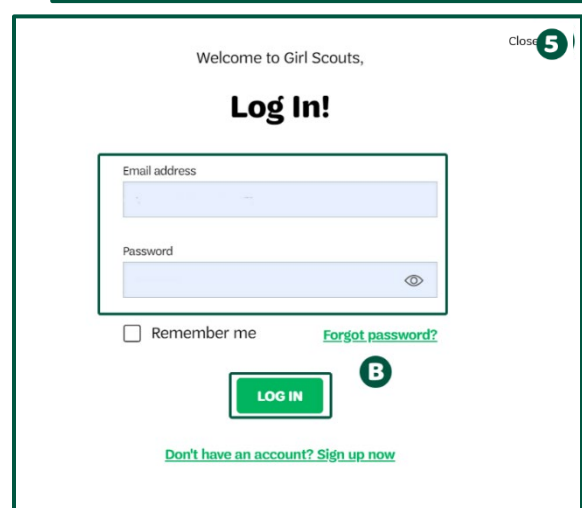 Close
5
Welcome to Girl Scouts,
Log In!
Email address
Password
Remember me
Forgot password?
B
LOG IN
Don't have an account? Sign up now